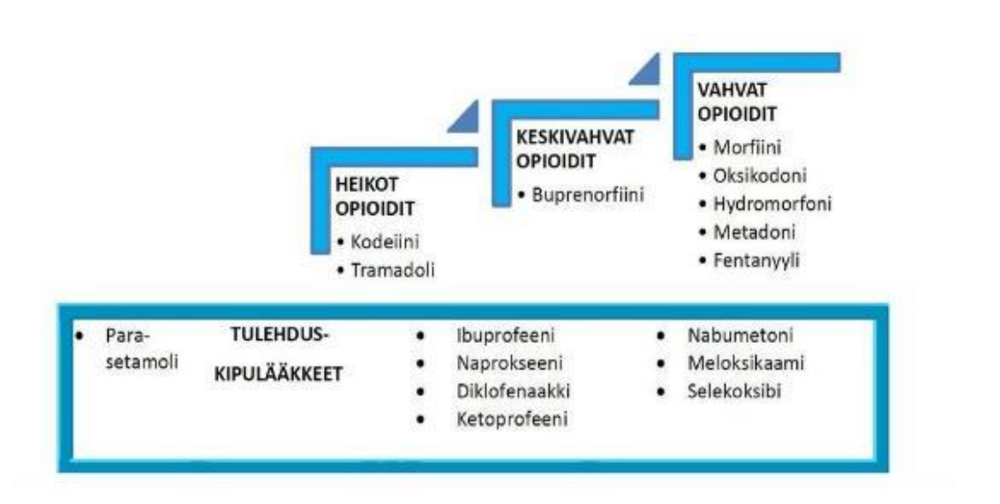 HEIKOT
OPIOIDIT
• Kodeiini
• Tramadoli
KESKIVAHVAT
OPIOIDIT
• Buprenorfiini
VAHVAT
OPIOIDIT
• Morfiini
• Oksikodoni
• Hydromorfoni
• Metadoni
• Fentanyyli
• Para-
setamoli
TULEHDUS-
KIPULÄÄKKEET
• Ibuprofeeni
• Naprokseeni
• Diklofenaakki
• Ketoprofeeni
• Nabumetoni
• Meloksikaami
• Selekoksibi